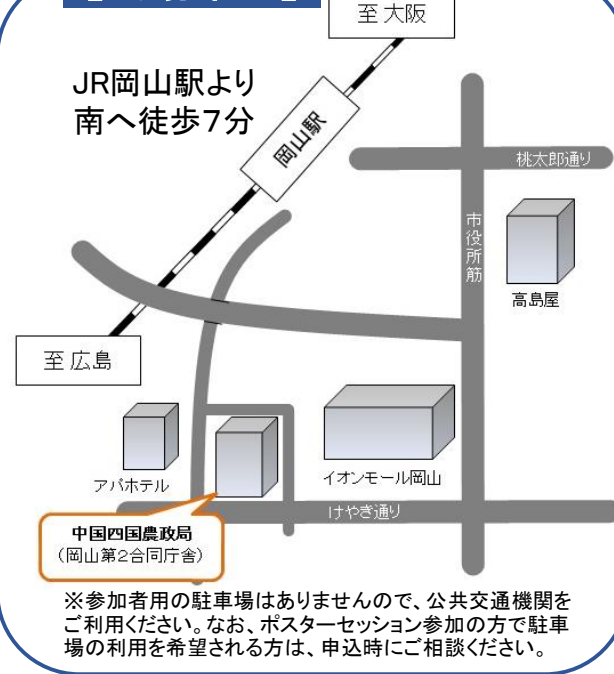 至 大阪
JR岡山駅より
南へ徒歩7分
岡山駅
桃太郎通り
市役所筋
高島屋
至 広島
アパホテル
イオンモール岡山
けやき通り
中国四国農政局
(岡山第2合同庁舎)
※参加者用の駐車場はありませんので、公共交通機関を
ご利用ください。なお、ポスターセッション参加の方で駐車
場の利用を希望される方は、申込時にご相談ください。